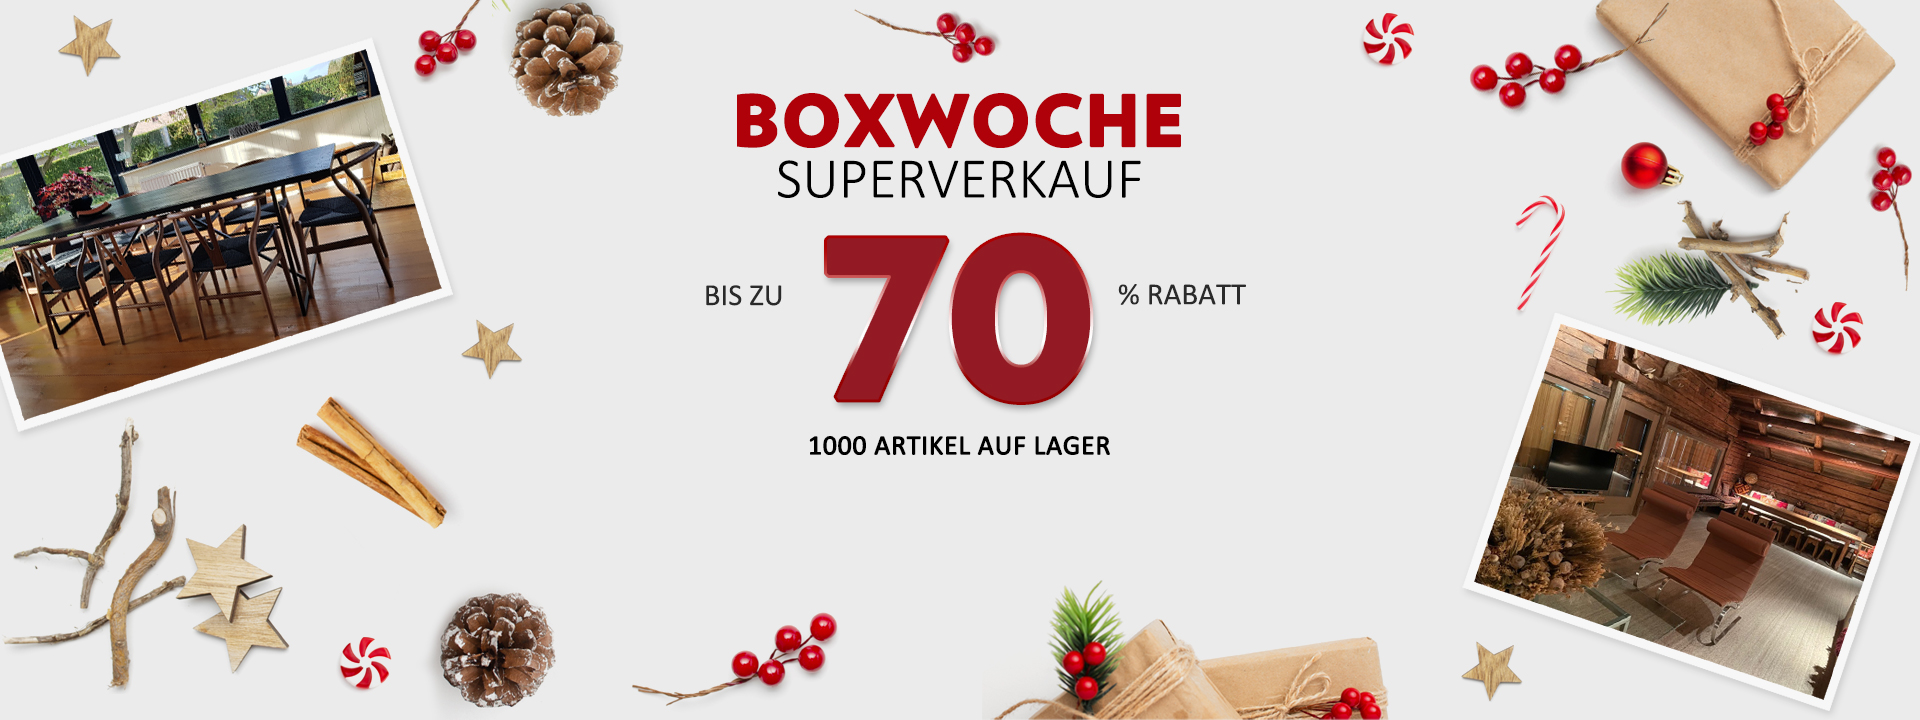 BOXWOCHE
SUPERVERKAUF
BIS ZU 70 % RABATT
1000 ARTIKEL AUF LAGER